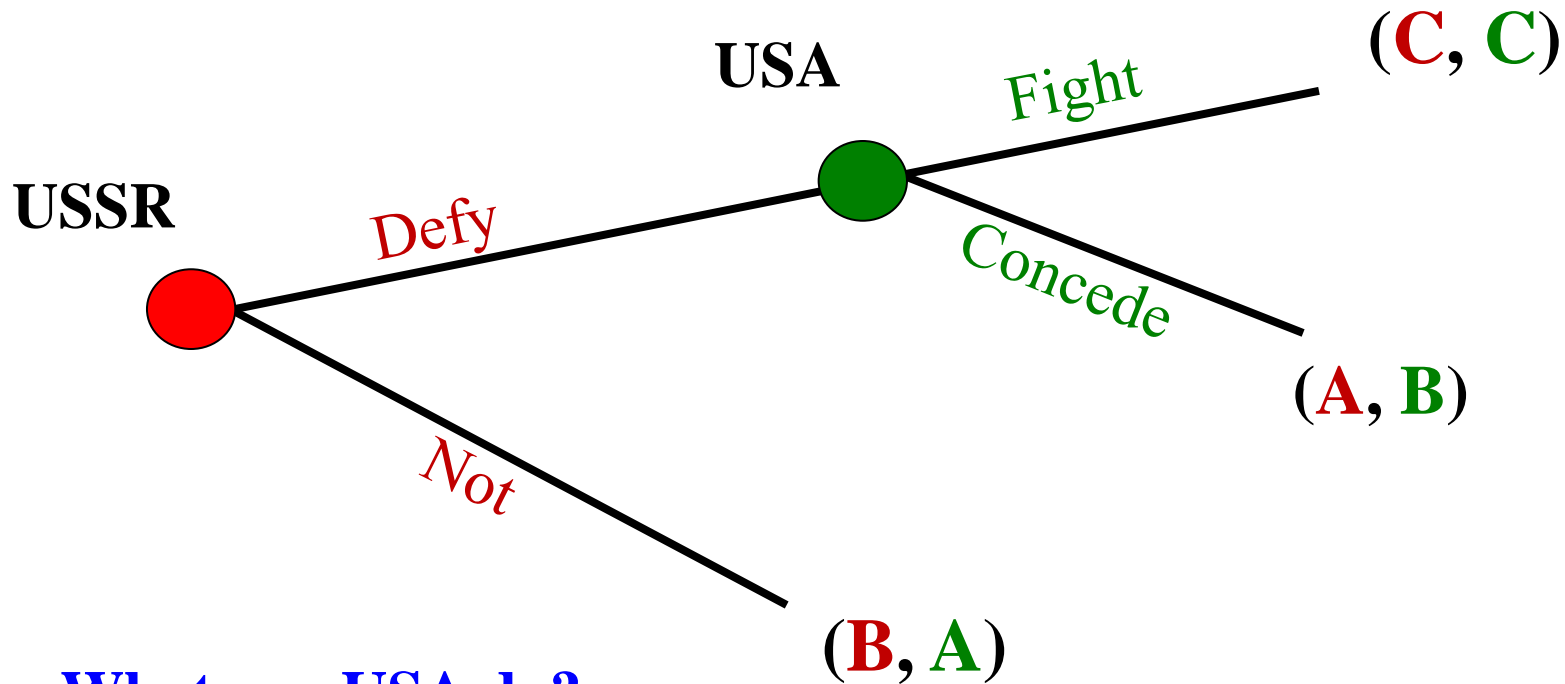 USA
Fight
(C, C)
USSR
Defy
Concede
(A, B)
Not
(B, A)